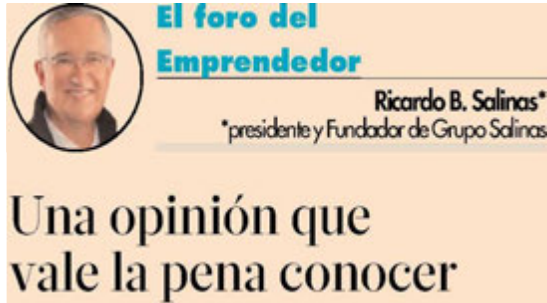 El foro del
Emprendedor
Ricardo B. Salinas*
*presidente y Fundador de Grupo Salinas
Una opinión que
vale la pena conocer